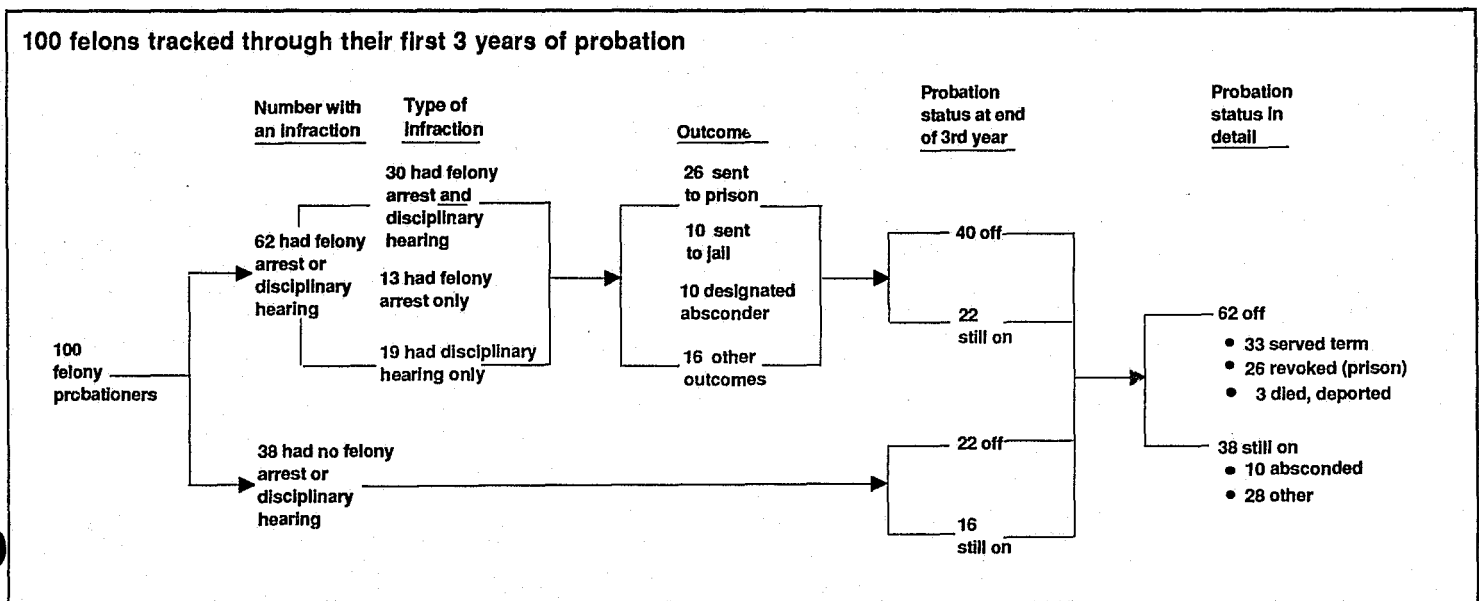 100 felons tracked through their first 3 years of probation
Number with
an infraction
Type of
infraction
Outcome
Probation
status at end
of 3rd year
Probation
status in
detail
100
felony
probationers
62 had felony
arrest or
disciplinary
hearing
30 had felony
arrest and
disciplinary
hearing
13 had felony
arrest only
19 had disciplinary
hearing only
26 sent
to prison
10 sent
to jail
10 designated
absconder
16 other
outcomes
40 off
22
still on
38 had no felony
arrest or
disciplinary
hearing
22 off
16
still on
62 off
• 33 served term
• 26 revoked (prison)
• 3 died, deported
38 still on
• 10 absconded
• 28 other